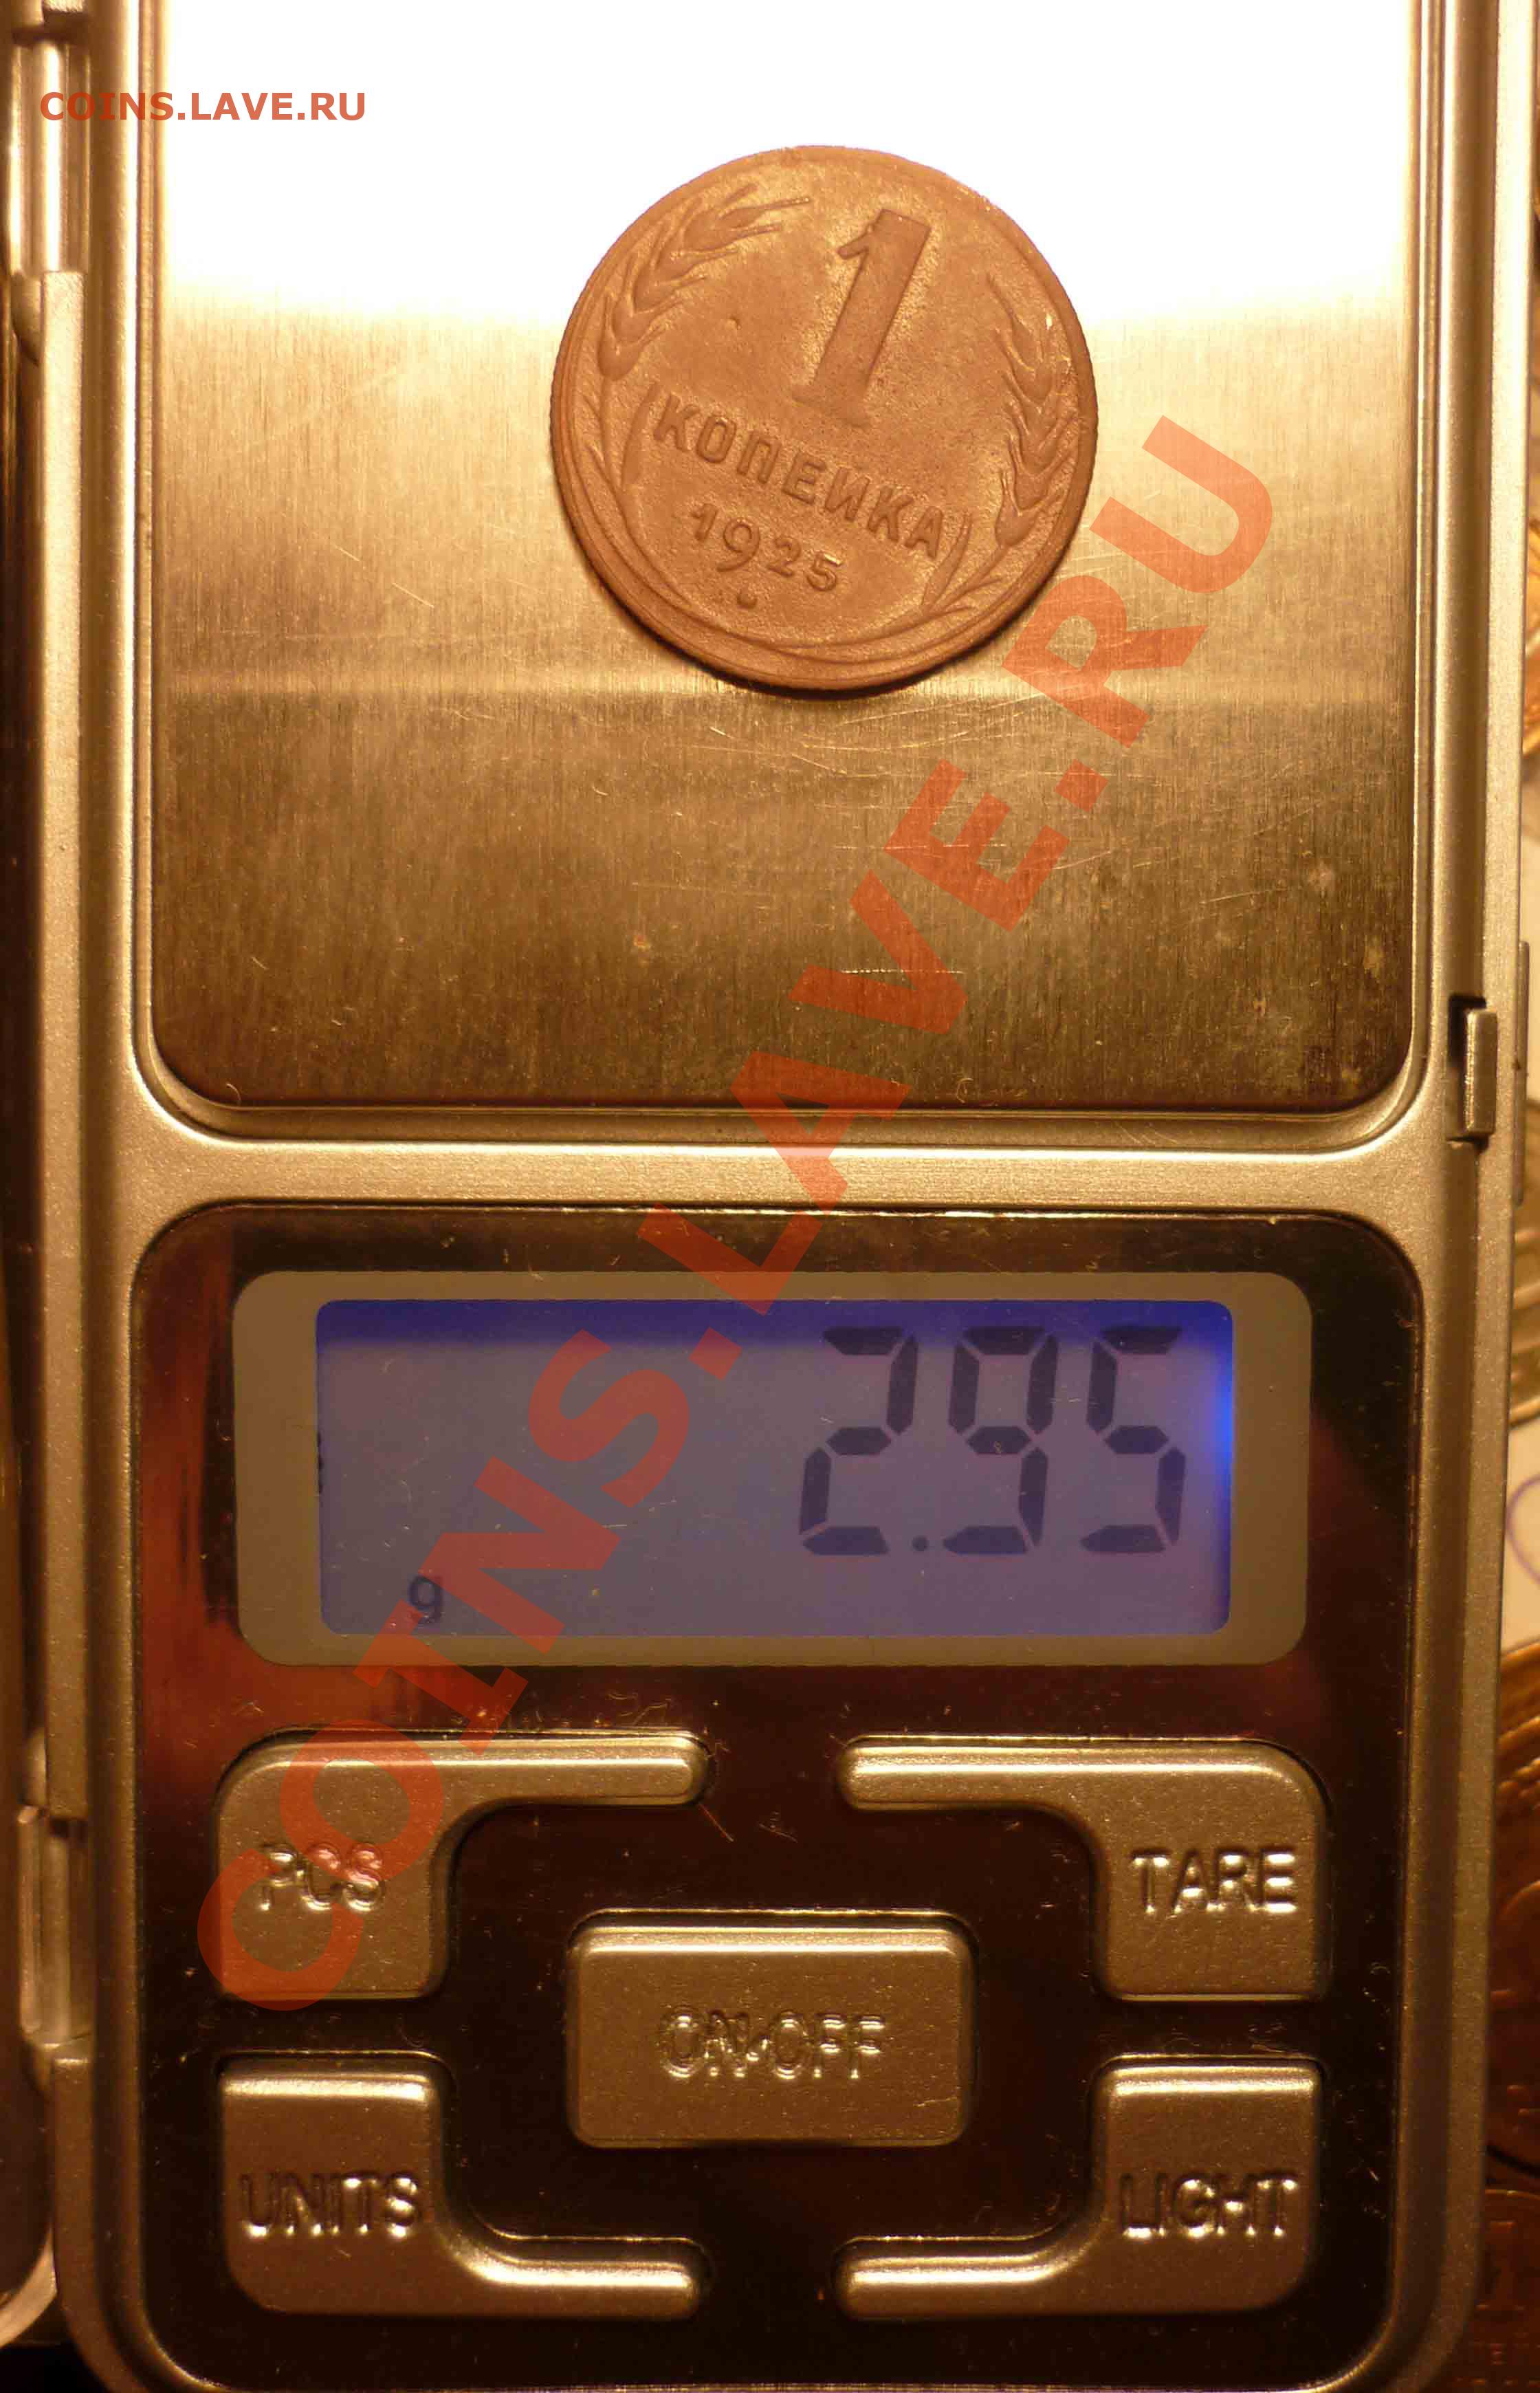 COINS.LAVE.RU
1
КОПЕЙКА
1925
COINS.LAVE.RU
2.95
g
PCS
TARE
ON·OFF
UNITS
LIGHT